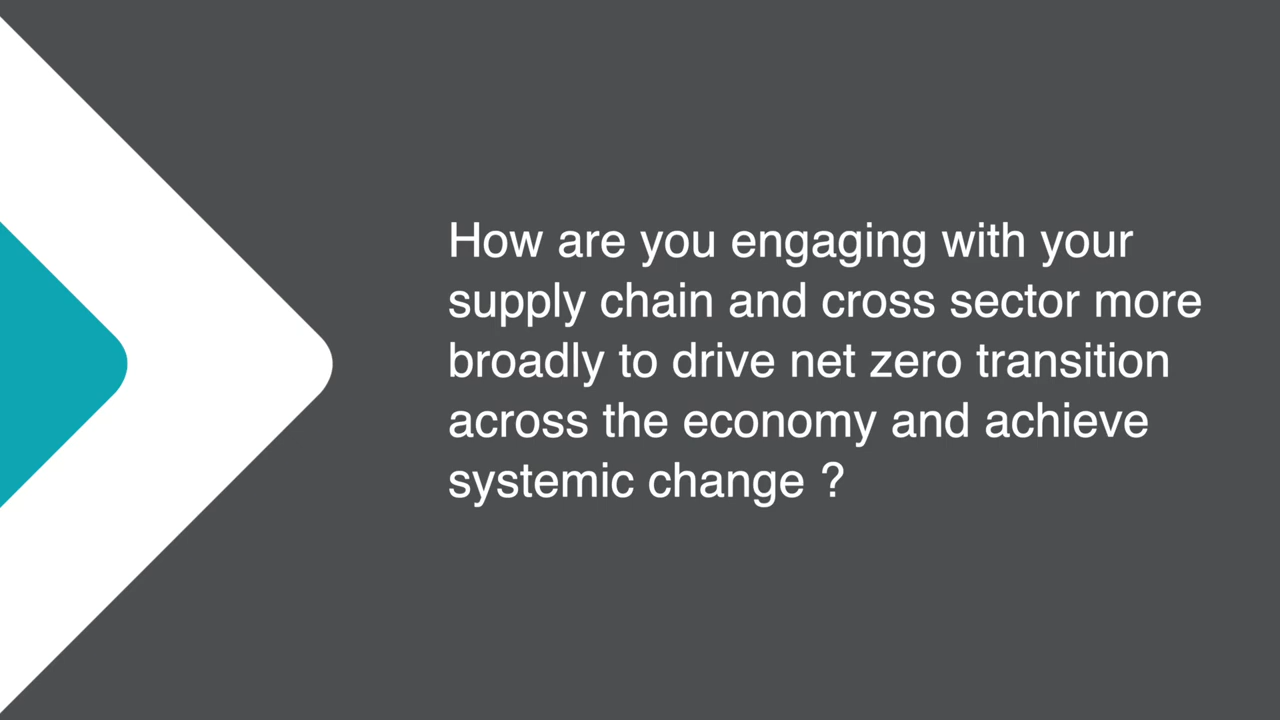 How are you engaging with your
supply chain and cross sector more
broadly to drive net zero transition
across the economy and achieve
systemic change ?